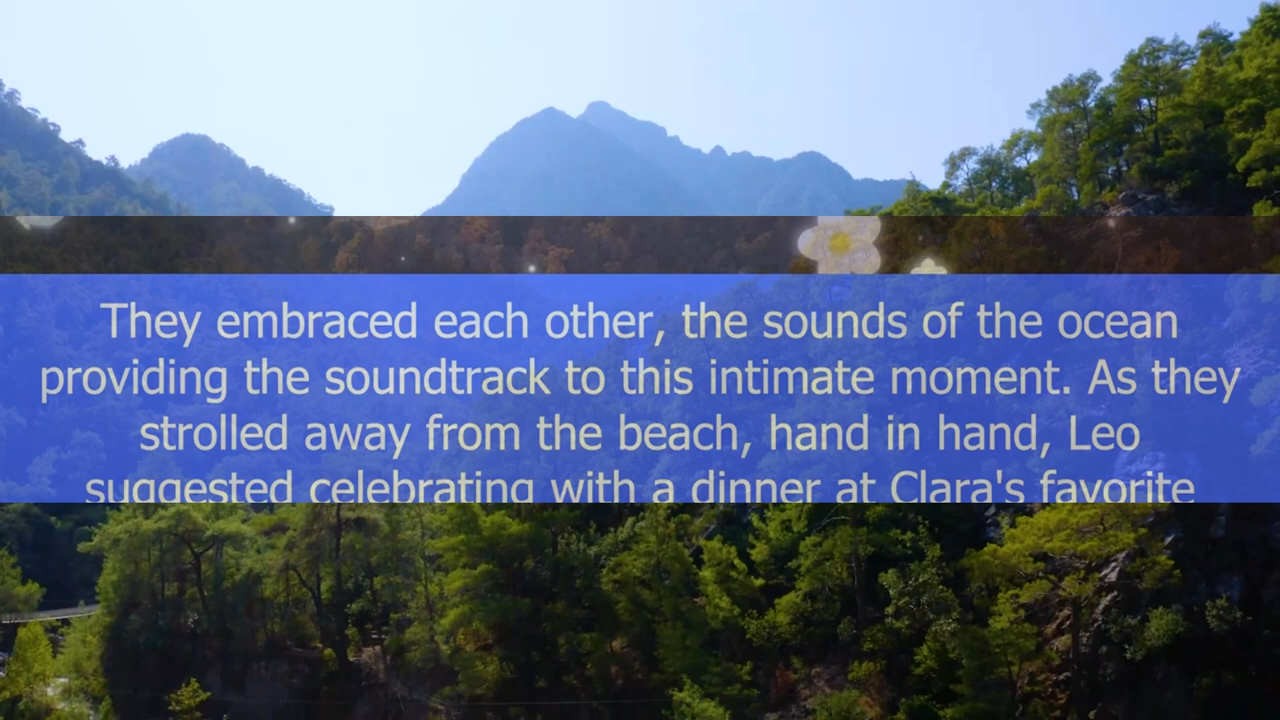 They embraced each other, the sounds of the ocean
providing the soundtrack to this intimate moment. As they
strolled away from the beach, hand in hand, Leo
suggested celebrating with a dinner at Clara's favorite